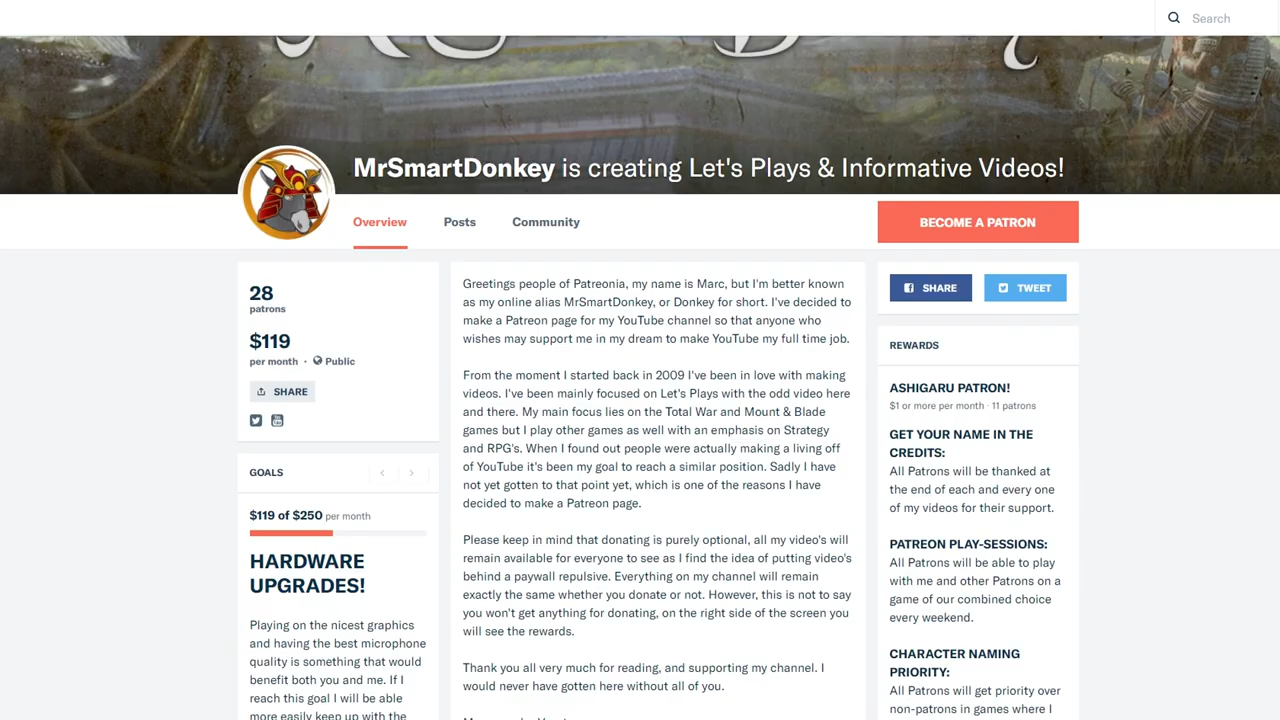 Search
MrSmartDonkey is creating Let's Plays & Informative Videos!
Overview
Posts
Community
BECOME A PATRON
28
patrons
$119
per month · Public
SHARE
GOALS
$119 of $250 per month
HARDWARE
UPGRADES!
Playing on the nicest graphics
and having the best microphone
quality is something that would
benefit both you and me. If I
reach this goal I will be able
more easily keep up with the
Greetings people of Patreonia, my name is Marc, but I'm better known
as my online alias MrSmartDonkey, or Donkey for short. I've decided to
make a Patreon page for my YouTube channel so that anyone who
wishes may support me in my dream to make YouTube my full time job.
From the moment I started back in 2009 I've been in love with making
videos. I've been mainly focused on Let's Plays with the odd video here
and there. My main focus lies on the Total War and Mount & Blade
games but I play other games as well with an emphasis on Strategy
and RPG's. When I found out people were actually making a living off
of YouTube it's been my goal to reach a similar position. Sadly I have
not yet gotten to that point yet, which is one of the reasons I have
decided to make a Patreon page.
Please keep in mind that donating is purely optional, all my video's will
remain available for everyone to see as I find the idea of putting video's
behind a paywall repulsive. Everything on my channel will remain
exactly the same whether you donate or not. However, this is not to say
you won't get anything for donating, on the right side of the screen you
will see the rewards.
Thank you all very much for reading, and supporting my channel. I
would never have gotten here without all of you.
SHARE
TWEET
REWARDS
ASHIGARU PATRON!
$1 or more per month · 11 patrons
GET YOUR NAME IN THE
CREDITS:
All Patrons will be thanked at
the end of each and every one
of my videos for their support.
PATREON PLAY-SESSIONS:
All Patrons will be able to play
with me and other Patrons on a
game of our combined choice
every weekend.
CHARACTER NAMING
PRIORITY:
All Patrons will get priority over
non-patrons in games where I